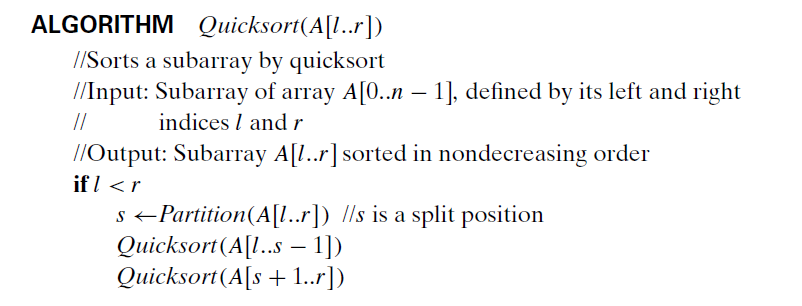 ALGORITHM Quicksort(A[l..r])
//Sorts a subarray by quicksort
//Input: Subarray of array A[0..n − 1], defined by its left and right
// indices l and r
//Output: Subarray A[l..r] sorted in nondecreasing order
if l < r
s ←Partition(A[l..r]) //s is a split position
Quicksort(A[l..s − 1])
Quicksort(A[s + 1..r])